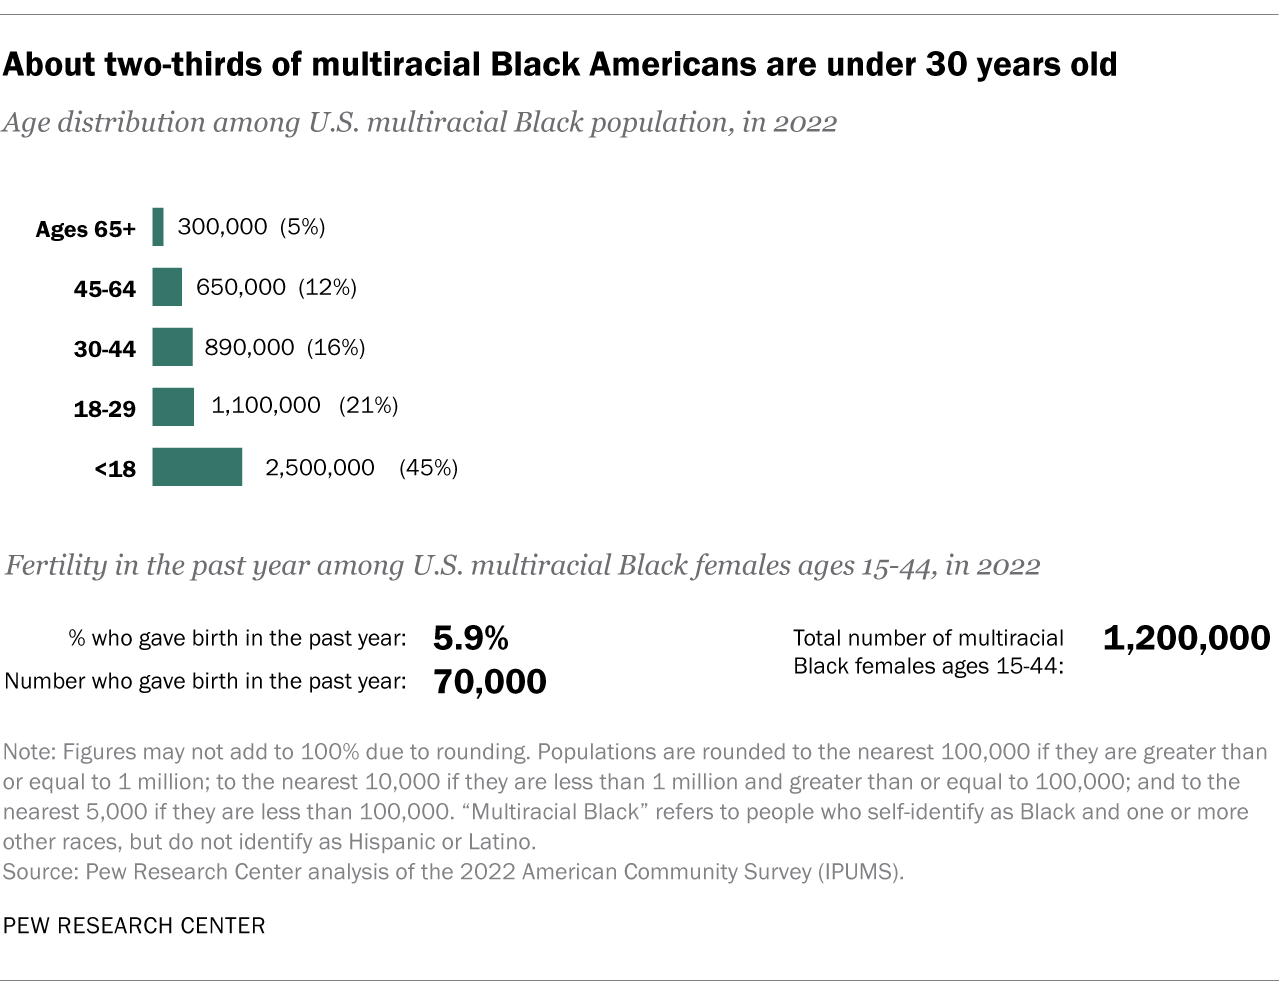 About two-thirds of multiracial Black Americans are under 30 years old
Age distribution among U.S. multiracial Black population, in 2022
Ages 65+ 300,000 (5%)
45-64 650,000 (12%)
30-44 890,000 (16%)
18-29 1,100,000 (21%)
<18 2,500,000 (45%)
Fertility in the past year among U.S. multiracial Black females ages 15-44, in 2022
% who gave birth in the past year: 5.9%
Number who gave birth in the past year: 70,000
Total number of multiracial 1,200,000
Black females ages 15-44:
Note: Figures may not add to 100% due to rounding. Populations are rounded to the nearest 100,000 if they are greater than
or equal to 1 million; to the nearest 10,000 if they are less than 1 million and greater than or equal to 100,000; and to the
nearest 5,000 if they are less than 100,000. “Multiracial Black” refers to people who self-identify as Black and one or more
other races, but do not identify as Hispanic or Latino.
Source: Pew Research Center analysis of the 2022 American Community Survey (IPUMS).
PEW RESEARCH CENTER